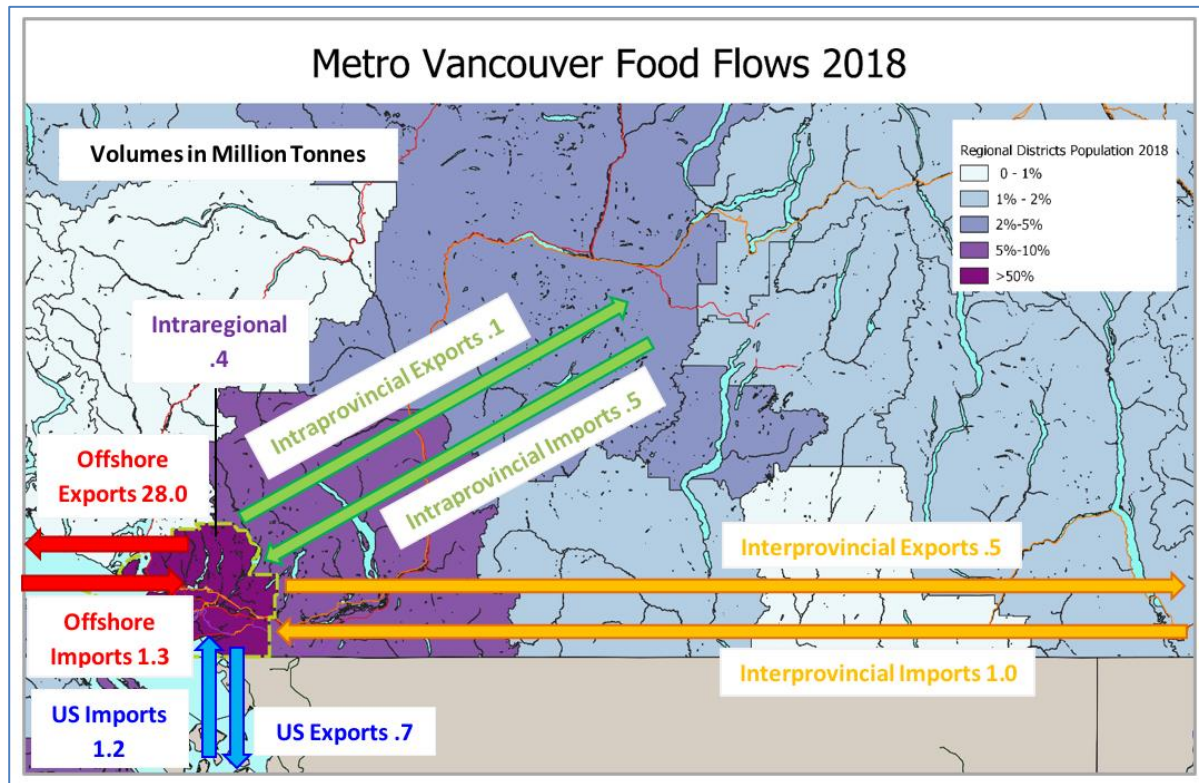 Metro Vancouver Food Flows 2018
Volumes in Million Tonnes
Regional Districts Population 2018
0 - 1%
1% - 2%
2%-5%
5%-10%
>50%
Intraregional
.4
Intraprovincial Exports .1
Intraprovincial Imports .5
Offshore
Exports 28.0
Interprovincial Exports .5
Offshore
Imports 1.3
Interprovincial Imports 1.0
US Imports
1.2
US Exports .7